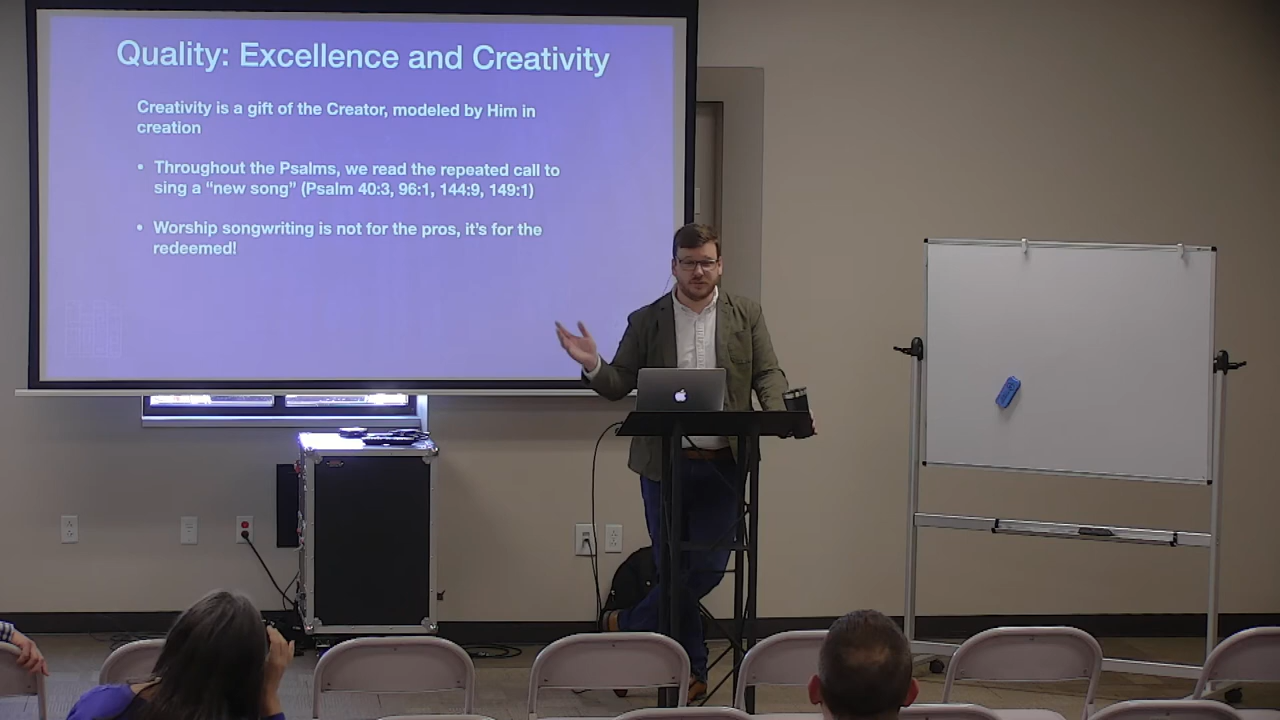 Quality: Excellence and Creativity
Creativity is a gift of the Creator, modeled by Him in
creation
• Throughout the Psalms, we read the repeated call to
sing a “new song” (Psalm 40:3, 96:1, 144:9, 149:1)
• Worship songwriting is not for the pros, it’s for the
redeemed!